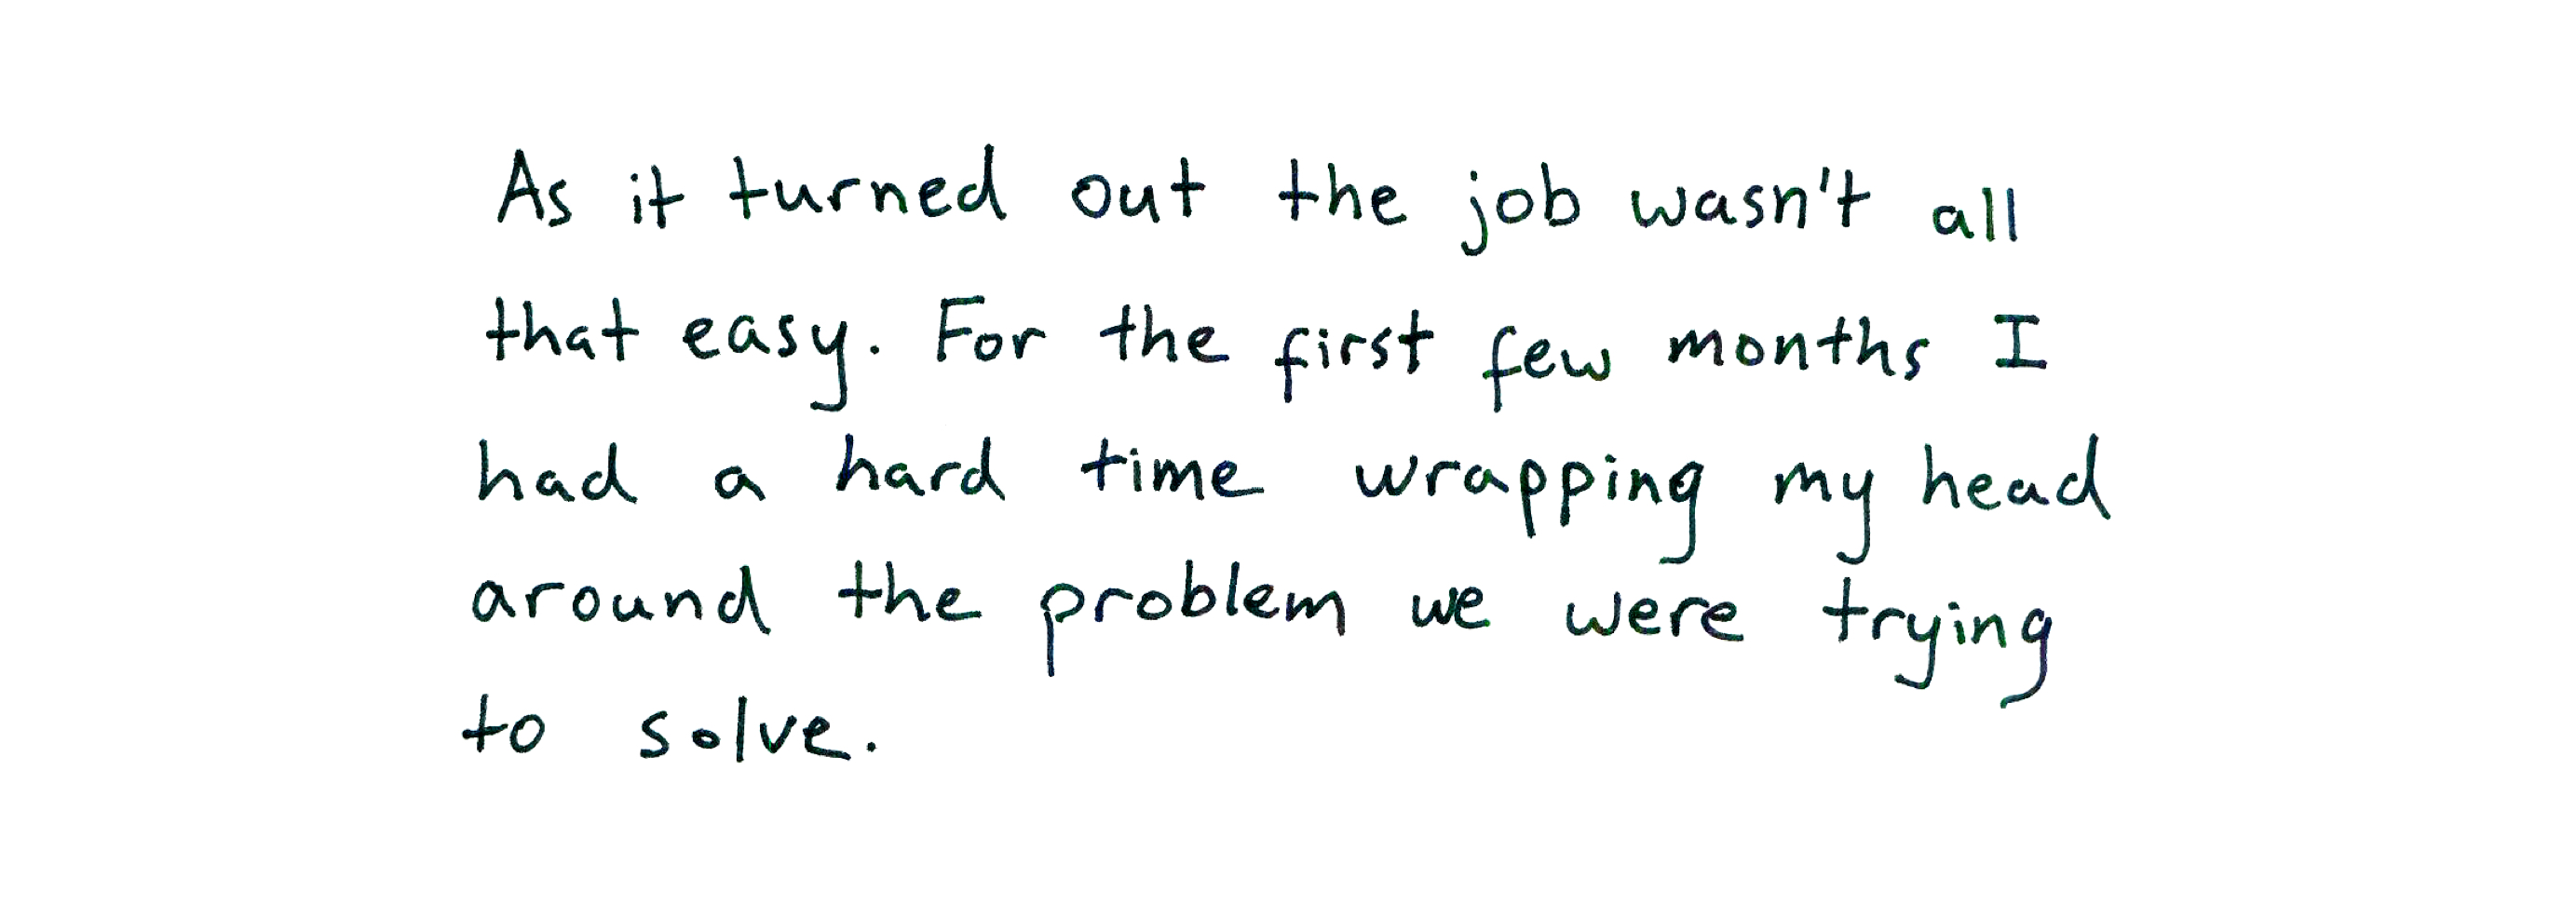 As it turned out the job wasn't all
that easy. For the first few months I
had a hard time wrapping my head
around the problem we were trying
to solve.